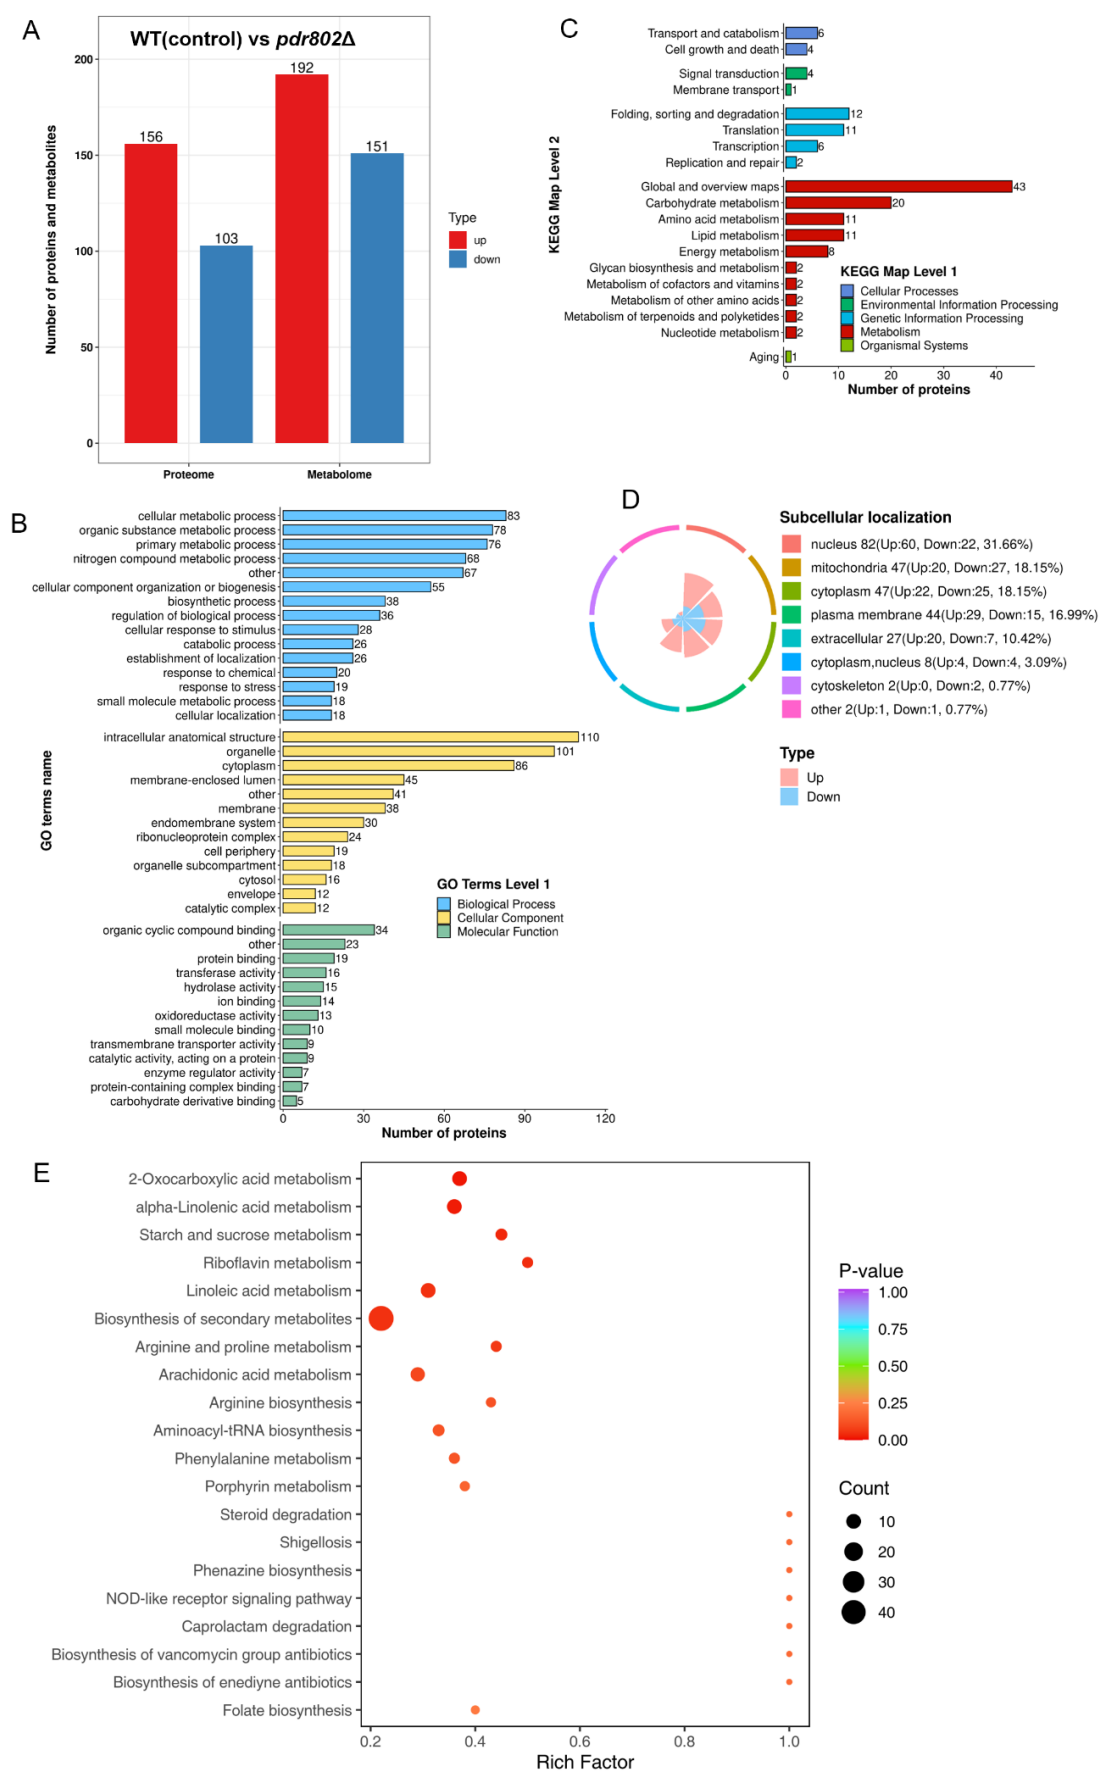 A
WT(control) vs pdr802Δ
Number of proteins and metabolites
200
150
100
50
0
156
103
192
151
Proteome
Metabolome
Type
up
down
C
KEGG Map Level 2
Transport and catabolism 6
Cell growth and death 4
Signal transduction 4
Membrane transport 1
Folding, sorting and degradation 12
Translation 11
Transcription 6
Replication and repair 2
Global and overview maps 43
Carbohydrate metabolism 20
Amino acid metabolism 11
Lipid metabolism 11
Energy metabolism 8
Glycan biosynthesis and metabolism 2
Metabolism of cofactors and vitamins 2
Metabolism of other amino acids 2
Metabolism of terpenoids and polyketides 2
Nucleotide metabolism 2
Aging 1
KEGG Map Level 1
Cellular Processes
Environmental Information Processing
Genetic Information Processing
Metabolism
Organismal Systems
0 10 20 30 40
Number of proteins
B
GO terms name
cellular metabolic process 83
organic substance metabolic process 78
primary metabolic process 76
nitrogen compound metabolic process 68
other 67
cellular component organization or biogenesis 55
biosynthetic process 38
regulation of biological process 36
cellular response to stimulus 28
catabolic process 26
establishment of localization 26
response to chemical 20
response to stress 19
small molecule metabolic process 18
cellular localization 18
intracellular anatomical structure 110
organelle 101
cytoplasm 86
membrane-enclosed lumen 45
other 41
membrane 38
endomembrane system 30
ribonucleoprotein complex 24
cell periphery 19
organelle subcompartment 18
cytosol 16
envelope 12
catalytic complex 12
organic cyclic compound binding 34
other 23
protein binding 19
transferase activity 16
hydrolase activity 15
ion binding 14
oxidoreductase activity 13
small molecule binding 10
transmembrane transporter activity 9
catalytic activity, acting on a protein 9
enzyme regulator activity 7
protein-containing complex binding 7
carbohydrate derivative binding 5
GO Terms Level 1
Biological Process
Cellular Component
Molecular Function
0 30 60 90 120
Number of proteins
D
Subcellular localization
nucleus 82(Up:60, Down:22, 31.66%)
mitochondria 47(Up:20, Down:27, 18.15%)
cytoplasm 47(Up:22, Down:25, 18.15%)
plasma membrane 44(Up:29, Down:15, 16.99%)
extracellular 27(Up:20, Down:7, 10.42%)
cytoplasm,nucleus 8(Up:4, Down:4, 3.09%)
cytoskeleton 2(Up:0, Down:2, 0.77%)
other 2(Up:1, Down:1, 0.77%)
Type
Up
Down
E
2-Oxocarboxylic acid metabolism
alpha-Linolenic acid metabolism
Starch and sucrose metabolism
Riboflavin metabolism
Linoleic acid metabolism
Biosynthesis of secondary metabolites
Arginine and proline metabolism
Arachidonic acid metabolism
Arginine biosynthesis
Aminoacyl-tRNA biosynthesis
Phenylalanine metabolism
Porphyrin metabolism
Steroid degradation
Shigellosis
Phenazine biosynthesis
NOD-like receptor signaling pathway
Caprolactam degradation
Biosynthesis of vancomycin group antibiotics
Biosynthesis of enediyne antibiotics
Folate biosynthesis
0.2 0.4 0.6 0.8 1.0
Rich Factor
P-value
1.00
0.75
0.50
0.25
0.00
Count
10
20
30
40